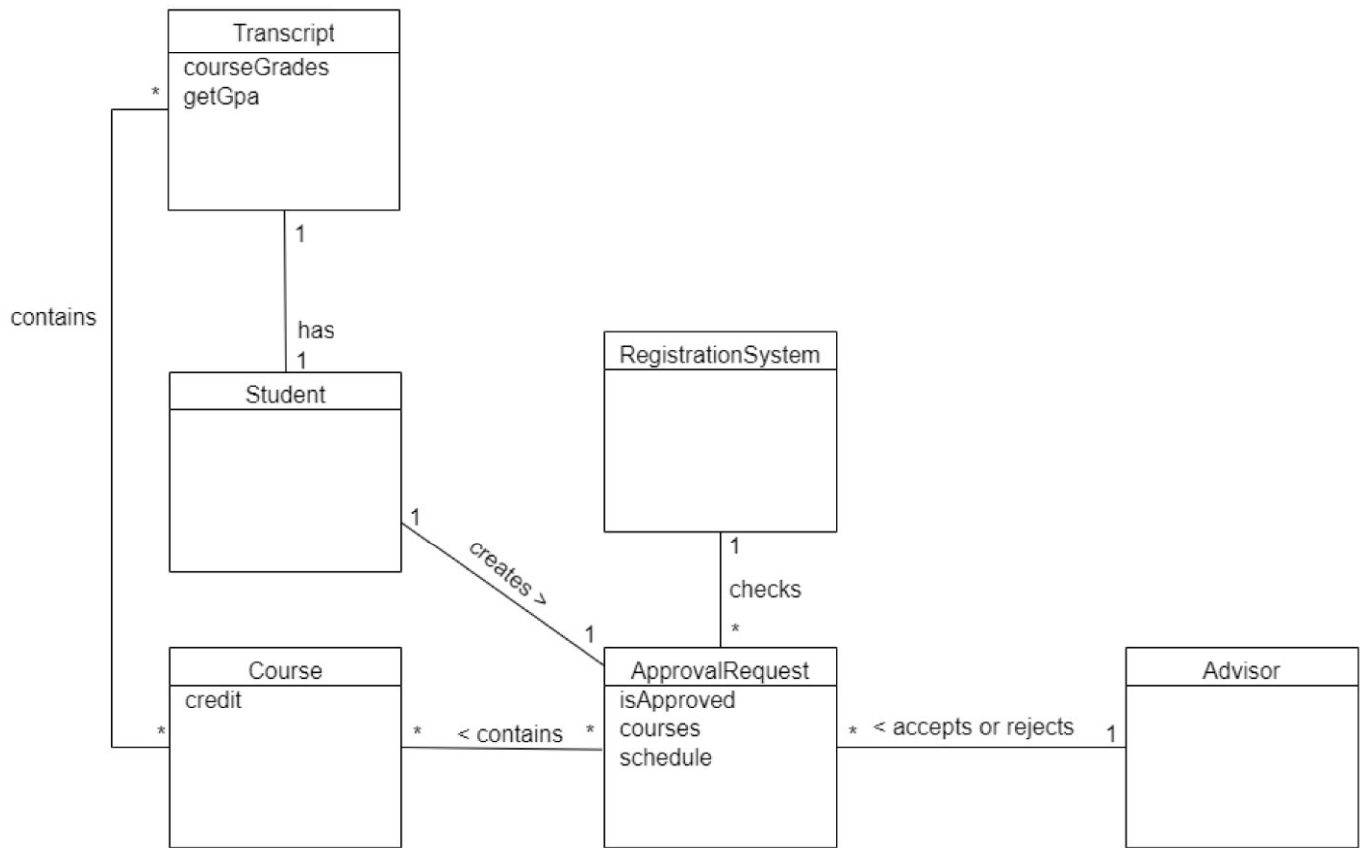 Transcript
courseGrades
getGpa
*
1
contains
has
1
RegistrationSystem
Student
1
creates >
1
checks
*
1
Course
credit
ApprovalRequest
isApproved
courses
schedule
Advisor
*
*
< contains
*
*
< accepts or rejects
1